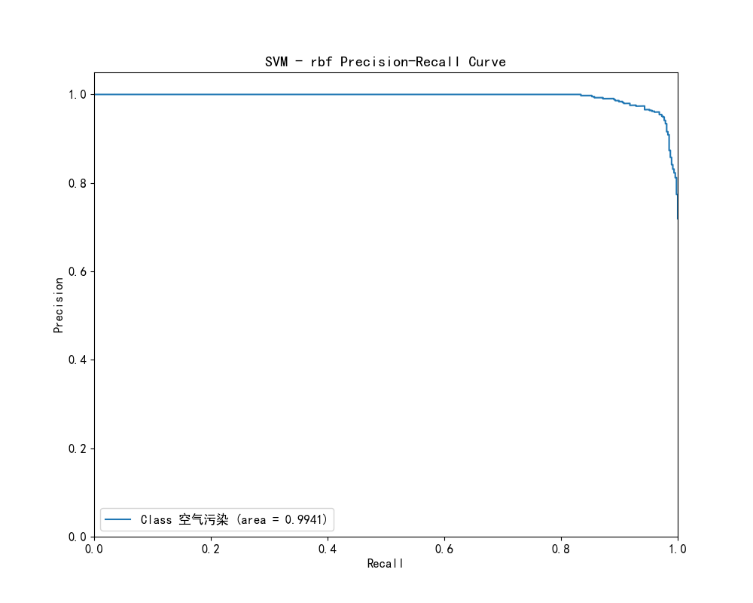 SVM - rbf Precision-Recall Curve
1.0
0.8
0.6
0.4
0.2
0.0
Precision
Class 空气污染 (area = 0.9941)
0.0 0.2 0.4 0.6 0.8 1.0
Recall